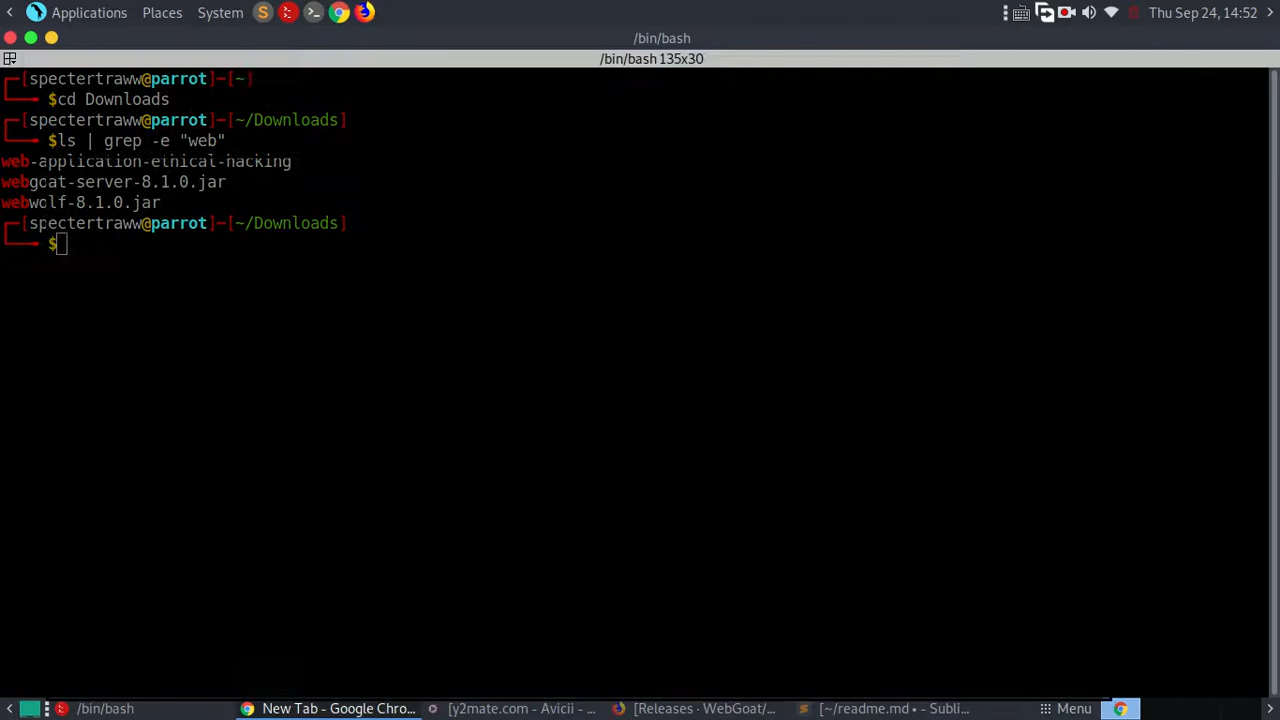 Applications Places System Thu Sep 24, 14:52
/bin/bash
/bin/bash 135x30
┌─[spectertraww@parrot]─[~]
└──╼ $cd Downloads
┌─[spectertraww@parrot]─[~/Downloads]
└──╼ $ls | grep -e "web"
web-application-ethical-hacking
webgoat-server-8.1.0.jar
webwolf-8.1.0.jar
┌─[spectertraww@parrot]─[~/Downloads]
└──╼ $
/bin/bash New Tab - Google Chro... [y2mate.com - Avicii - ... [Releases · WebGoat/... [~/readme.md • - Subli... Menu